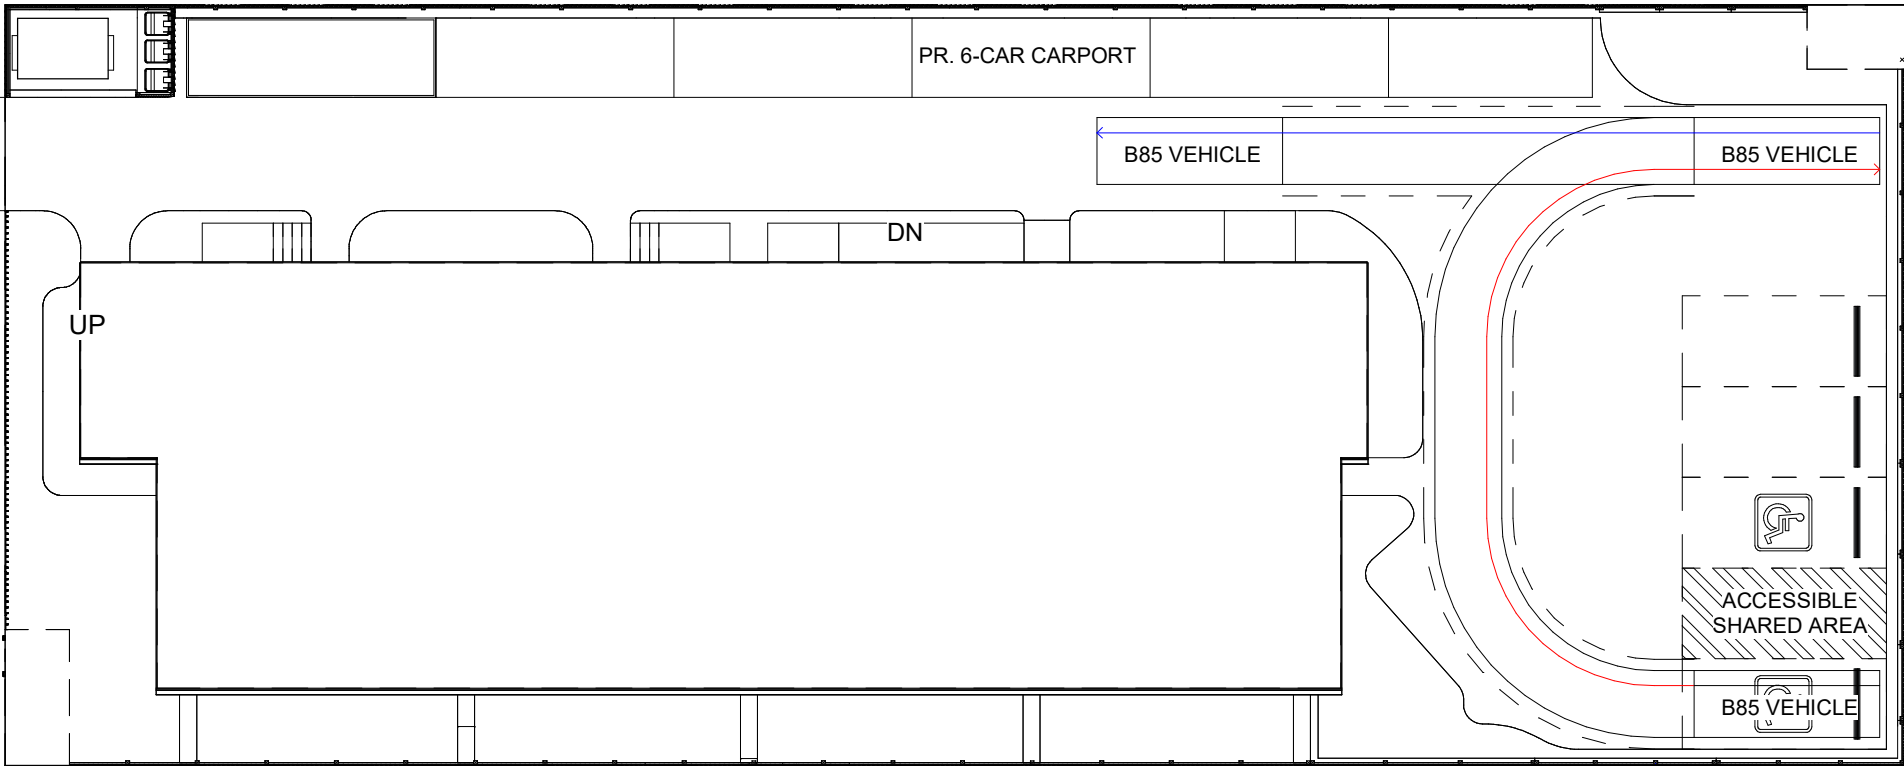 PR. 6-CAR CARPORT
B85 VEHICLE
B85 VEHICLE
DN
UP
ACCESSIBLE
SHARED AREA
B85 VEHICLE